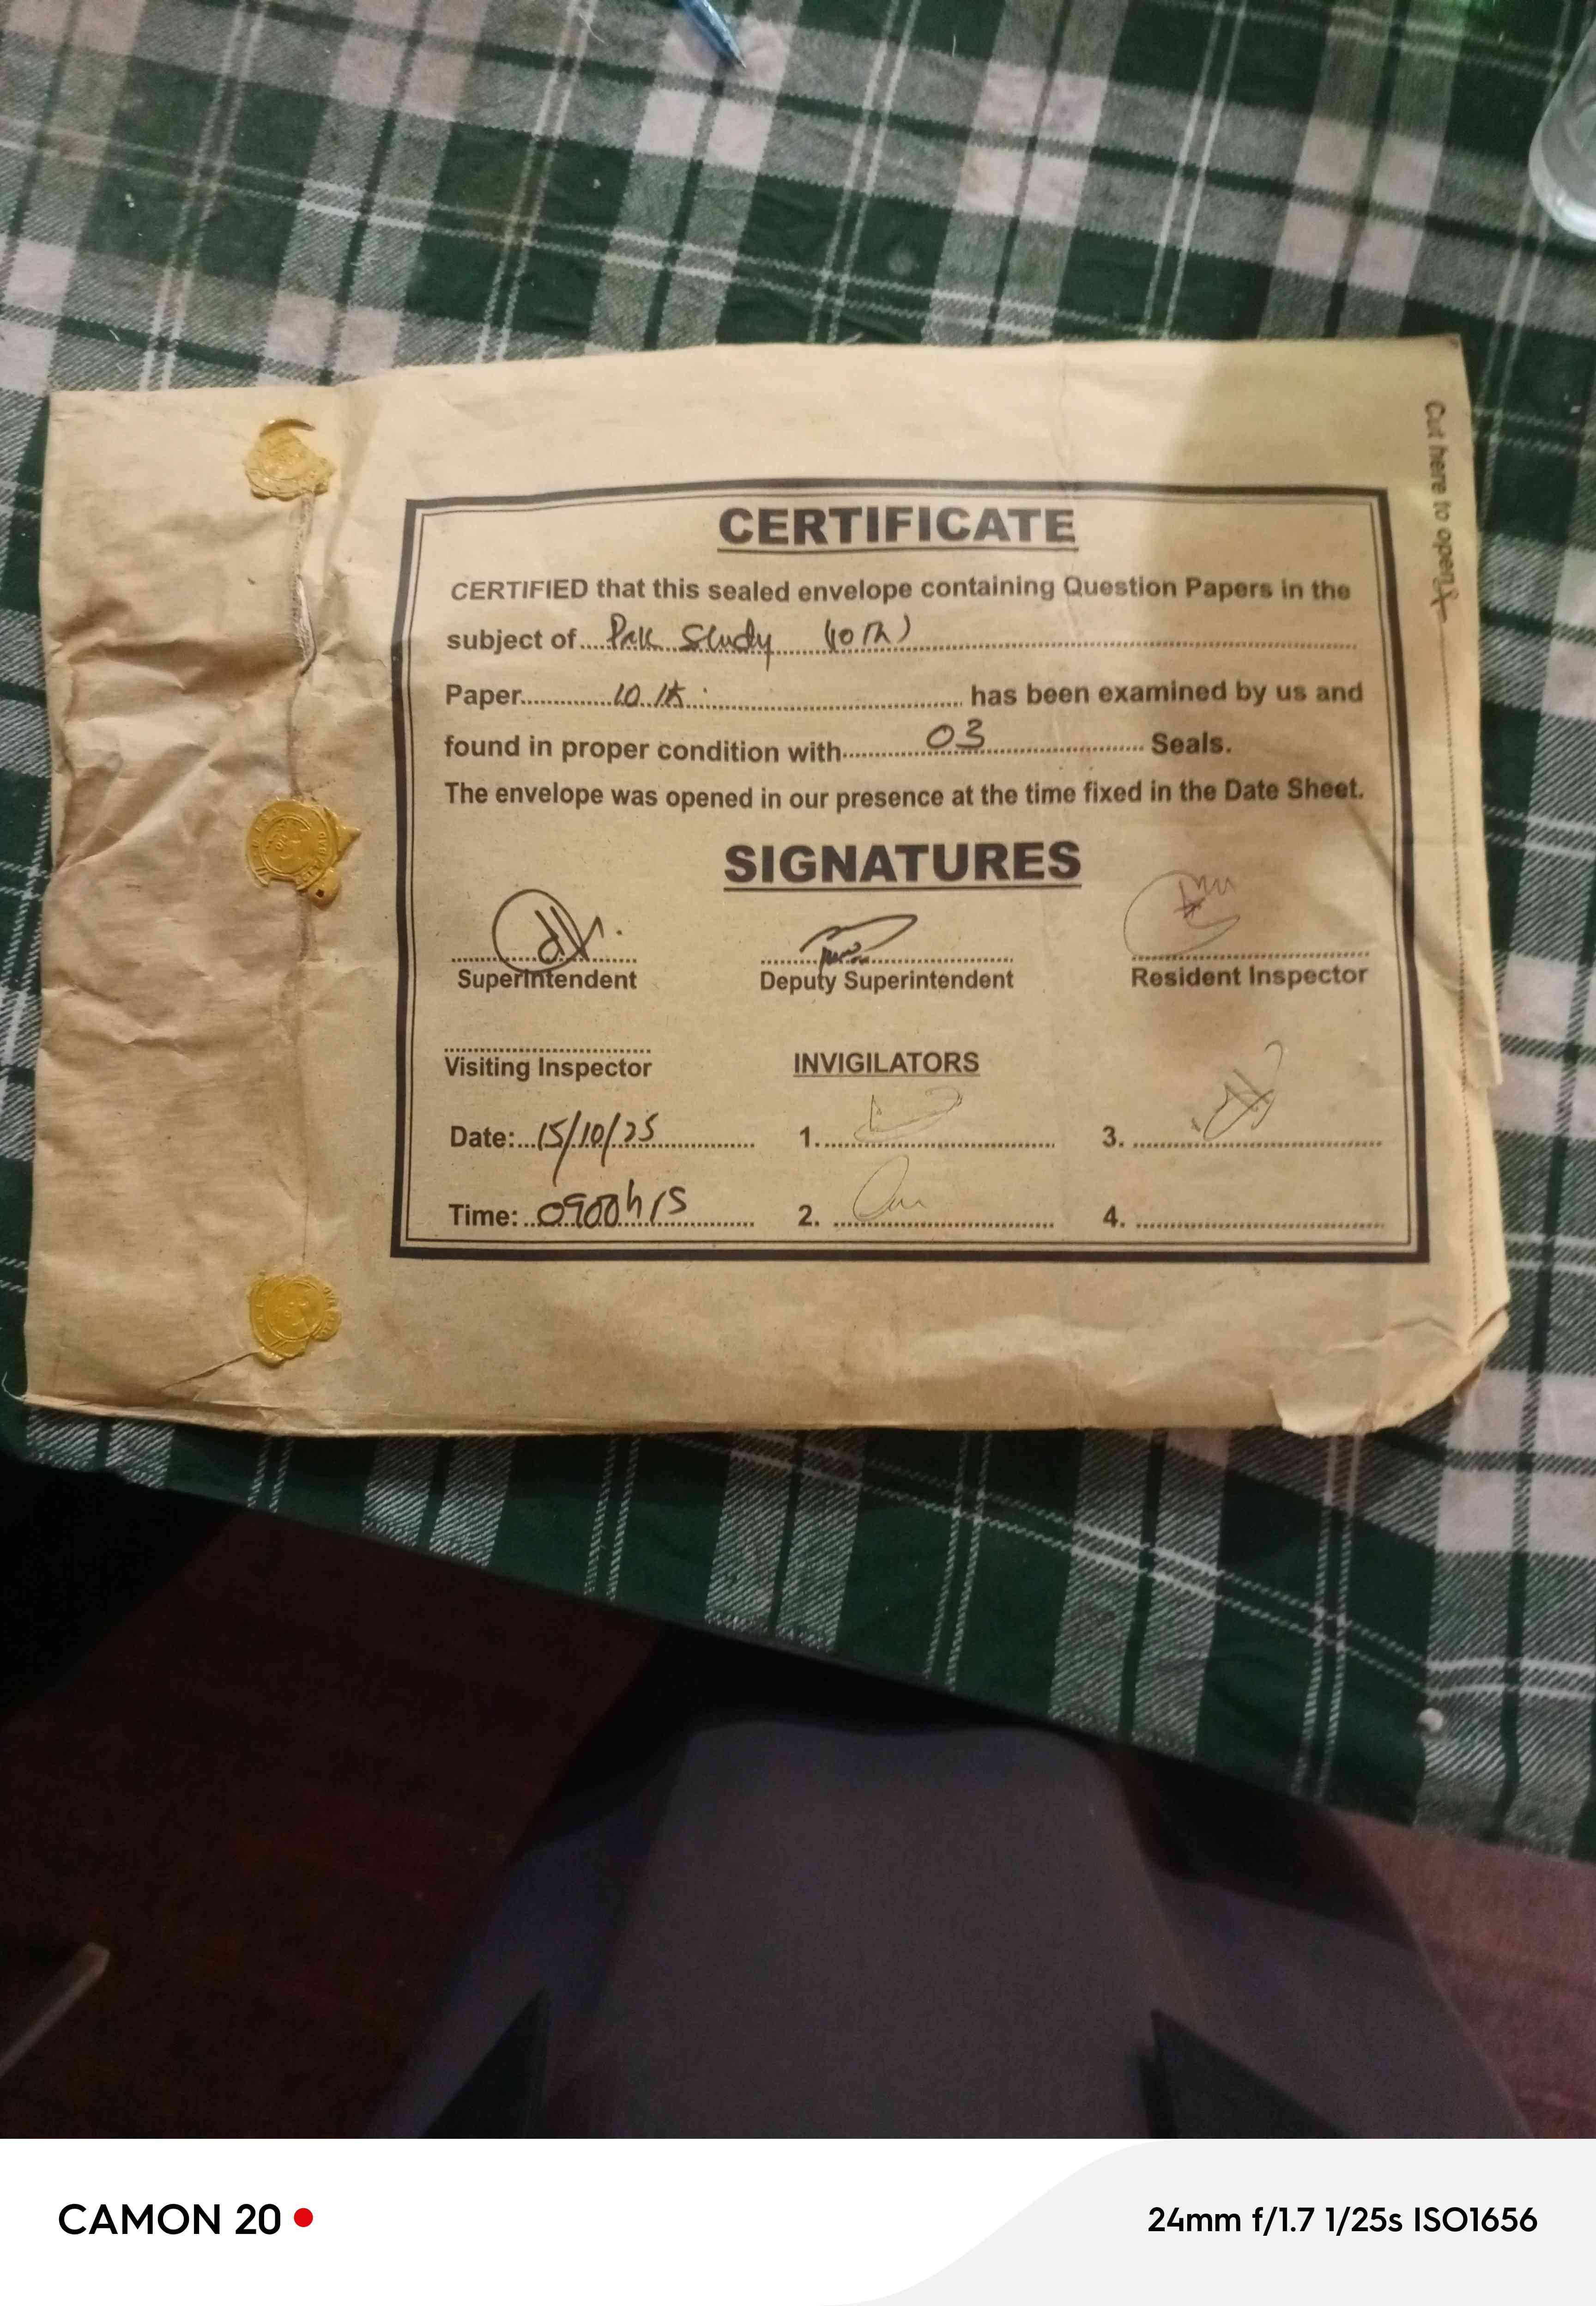 Cut here to open
CERTIFICATE
CERTIFIED that this sealed envelope containing Question Papers in the
subject of.... Pak Study (10th)
Paper............ 10th ............ has been examined by us and
found in proper condition with............ 03 ............ Seals.
The envelope was opened in our presence at the time fixed in the Date Sheet.
SIGNATURES
Superintendent Deputy Superintendent Resident Inspector
Visiting Inspector INVIGILATORS
Date:...15/10/25............ 1............. 3. ............
Time:...0900hrs............ 2. ............ 4. ............
CAMON 20 24mm f/1.7 1/25s ISO1656